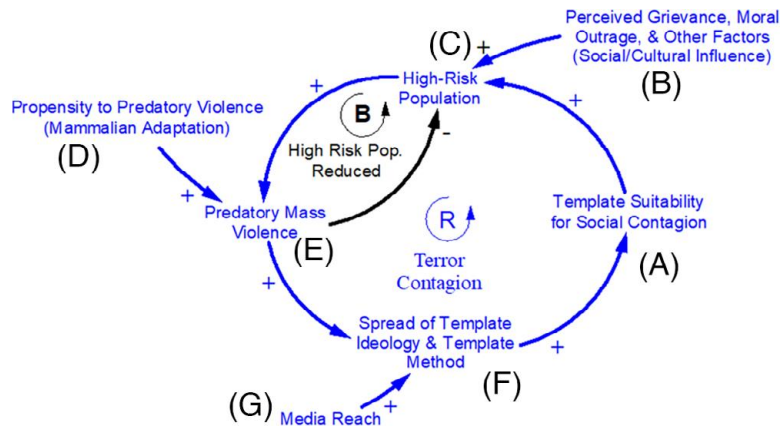 Perceived Grievance, Moral
Outrage, & Other Factors
(Social/Cultural Influence)
(B)
(C)
+
High-Risk
Population
+
+
B
-
High Risk Pop.
Reduced
Propensity to Predatory Violence
(Mammalian Adaptation)
(D)
+
Predatory Mass
Violence
(E)
R
Terror
Contagion
Template Suitability
for Social Contagion
(A)
+
Spread of Template
Ideology & Template
Method
(F)
+
(G)
Media Reach
+